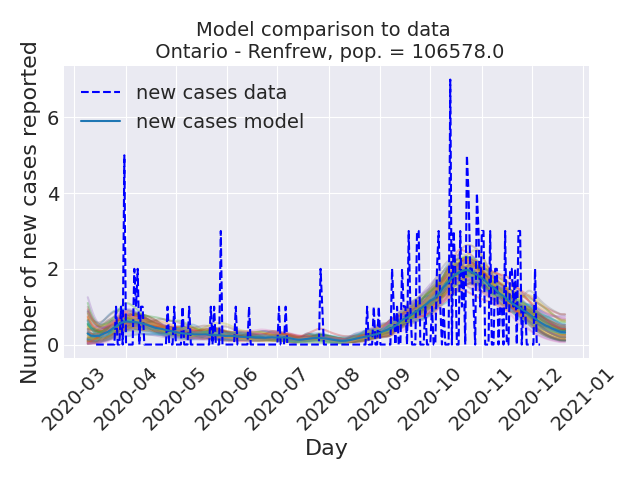 Model comparison to data
Ontario - Renfrew, pop. = 106578.0
Number of new cases reported
6
4
2
0
new cases data
new cases model
2020-03
2020-04
2020-05
2020-06
2020-07
2020-08
2020-09
2020-10
2020-11
2020-12
2021-01
Day